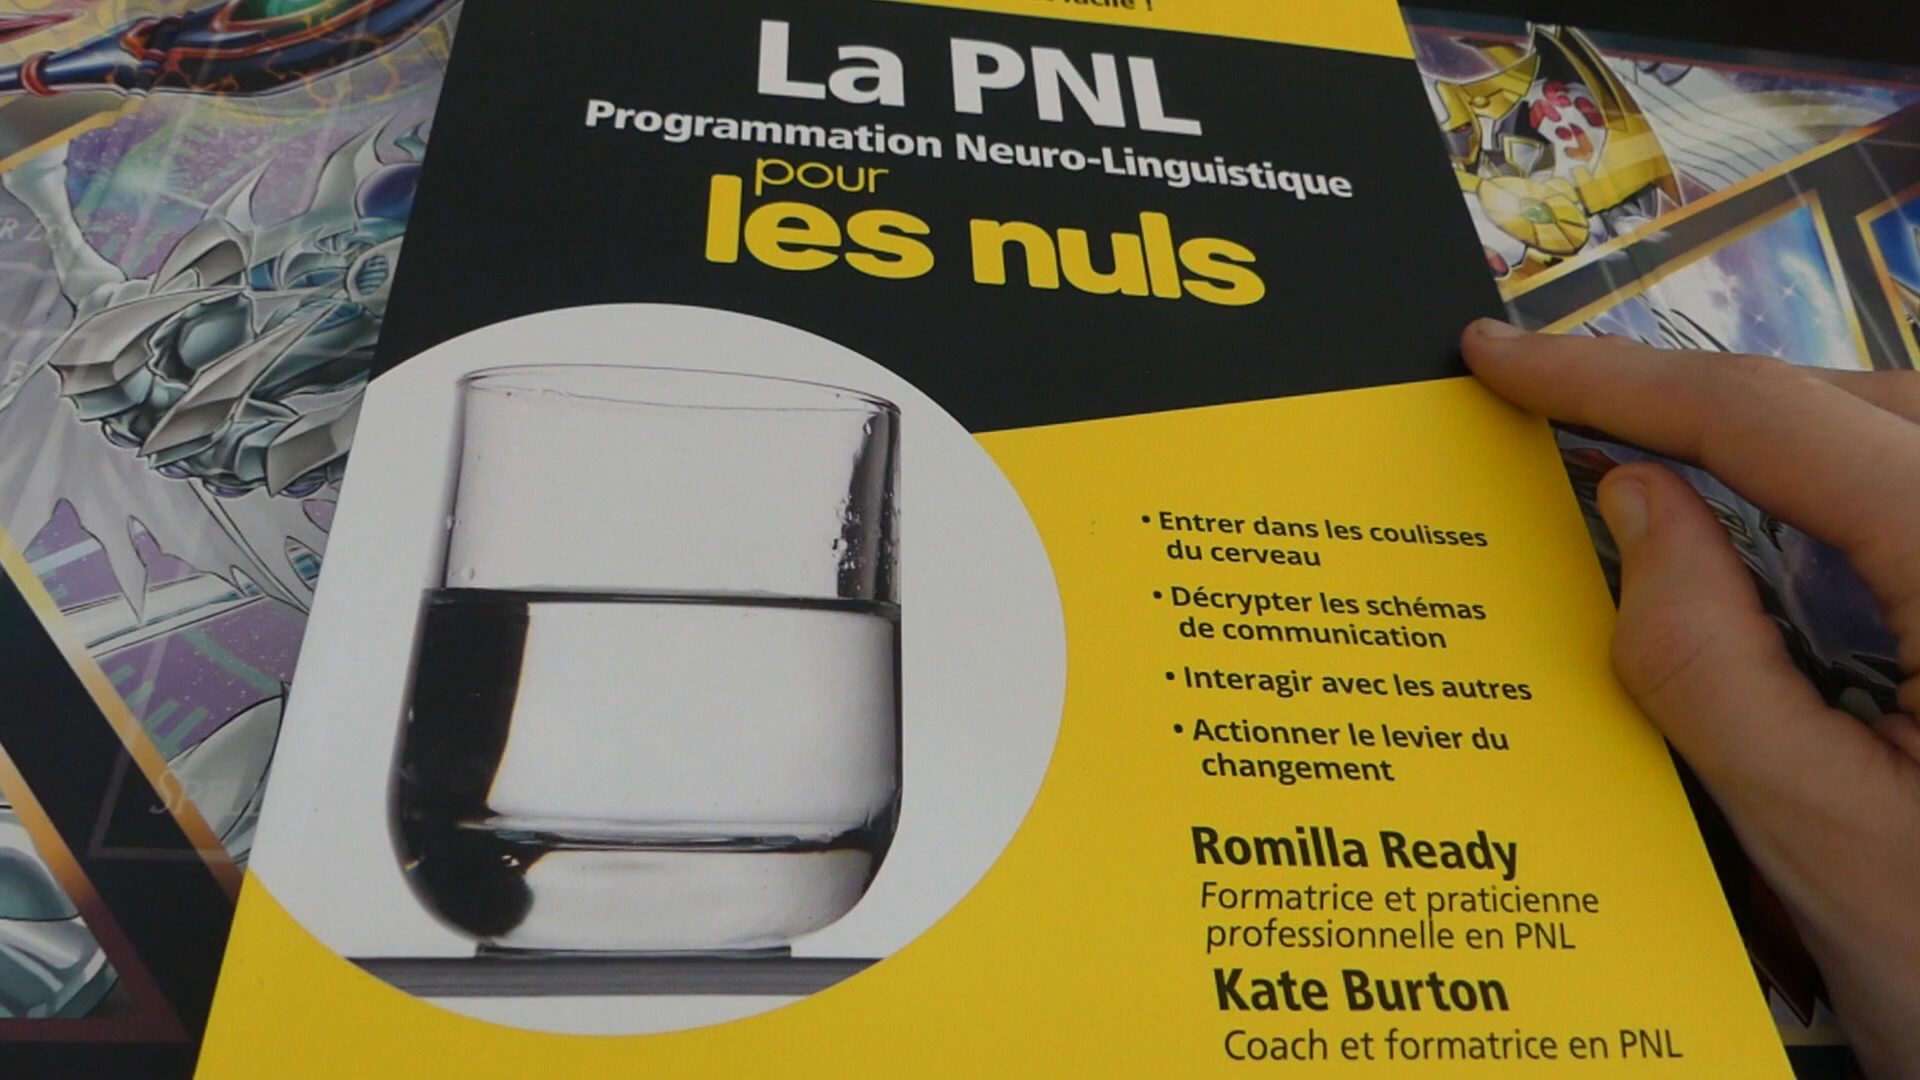 facile !
La PNL
Programmation Neuro-Linguistique
pour
les nuls
• Entrer dans les coulisses
du cerveau
• Décrypter les schémas
de communication
• Interagir avec les autres
• Actionner le levier du
changement
Romilla Ready
Formatrice et praticienne
professionnelle en PNL
Kate Burton
Coach et formatrice en PNL